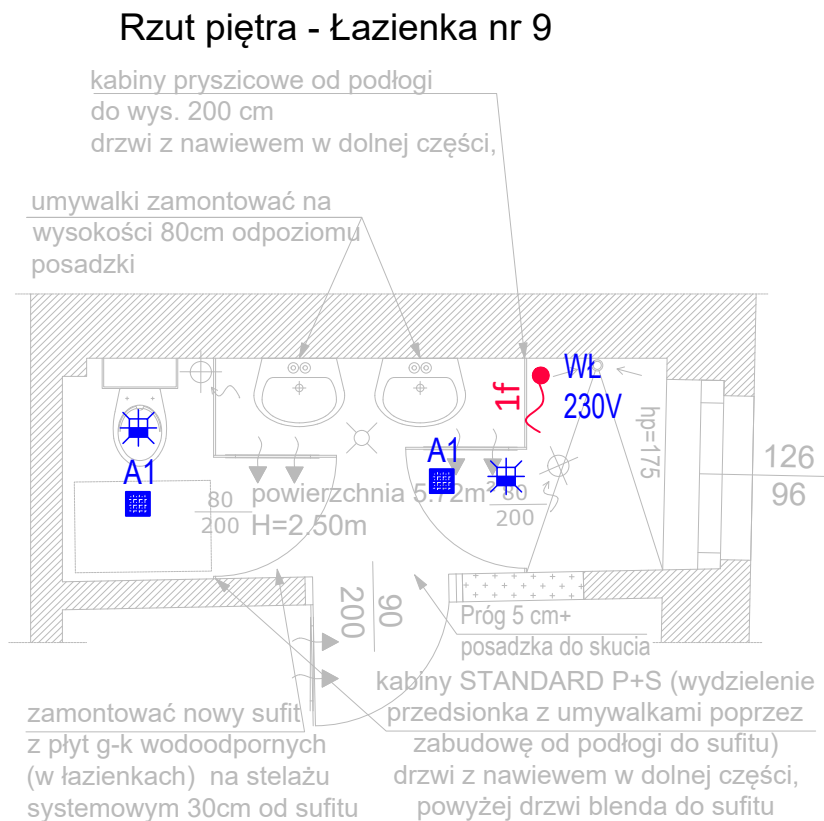 Rzut piętra - Łazienka nr 9
kabiny pryszicowe od podłogi
do wys. 200 cm
drzwi z nawiewem w dolnej części,
umywalki zamontować na
wysokości 80cm odpoziomu
posadzki
WŁ
230V
1f
hp=175
A1
A1
126
96
80
200
powierzchnia 5.72m²
H=2.50m
80
200
90
200
Próg 5 cm+
posadzka do skucia
zamontować nowy sufit
z płyt g-k wodoodpornych
(w łazienkach) na stelażu
systemowym 30cm od sufitu
kabiny STANDARD P+S (wydzielenie
przedsionka z umywalkami poprzez
zabudowę od podłogi do sufitu)
drzwi z nawiewem w dolnej części,
powyżej drzwi blenda do sufitu